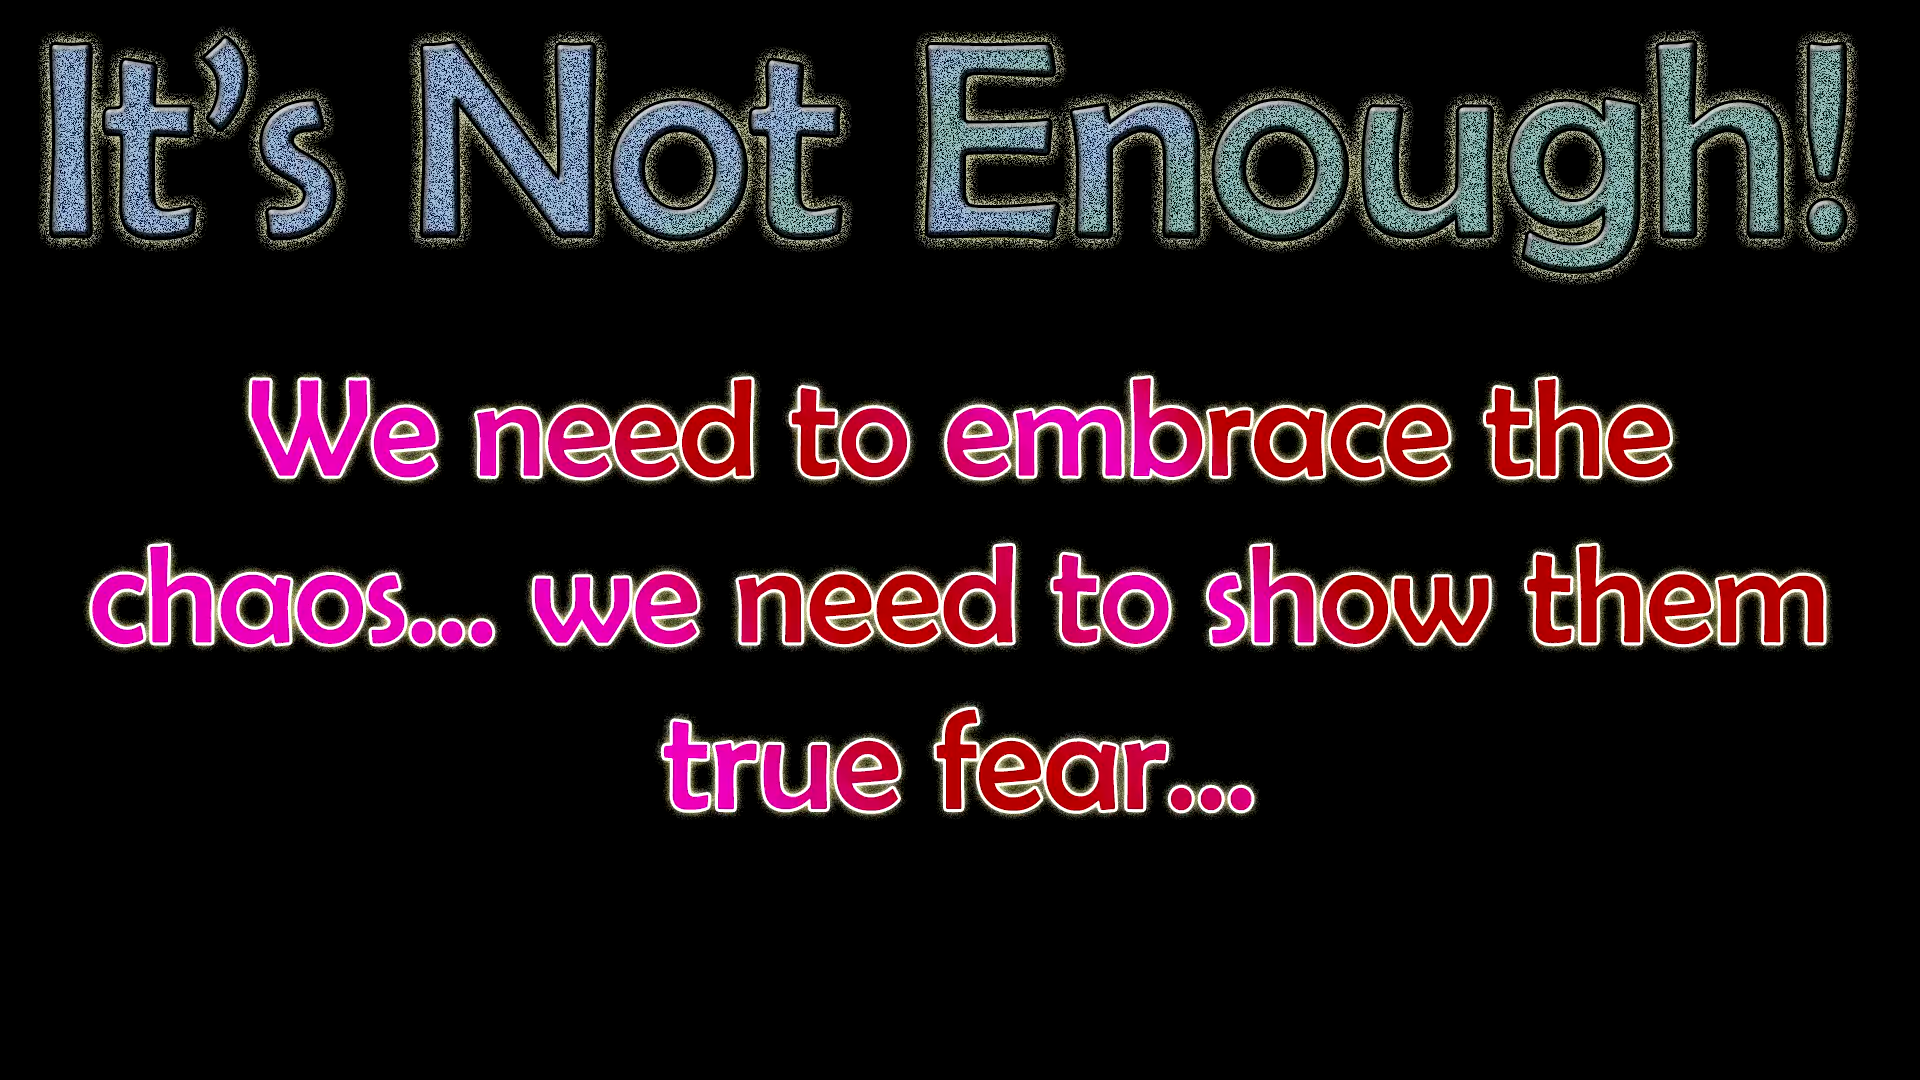 It’s Not Enough!
We need to embrace the
chaos... we need to show them
true fear...